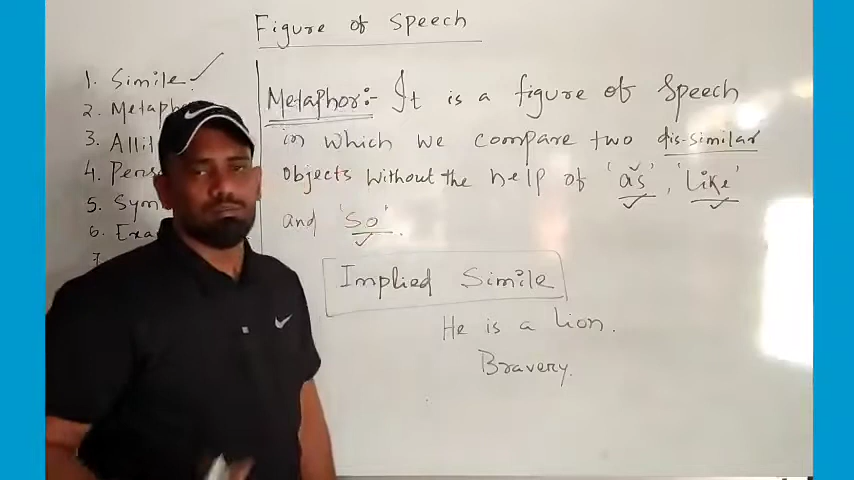 Figure of Speech
1. Simile
2. Metaph
3. Allit
4. Pers
5. Sym
6. Exa
7.
Metaphor:- It is a figure of Speech
in which we compare two dis-similar
objects without the help of 'as', 'Like'
and 'so'.
Implied Simile
He is a Lion.
Bravery.